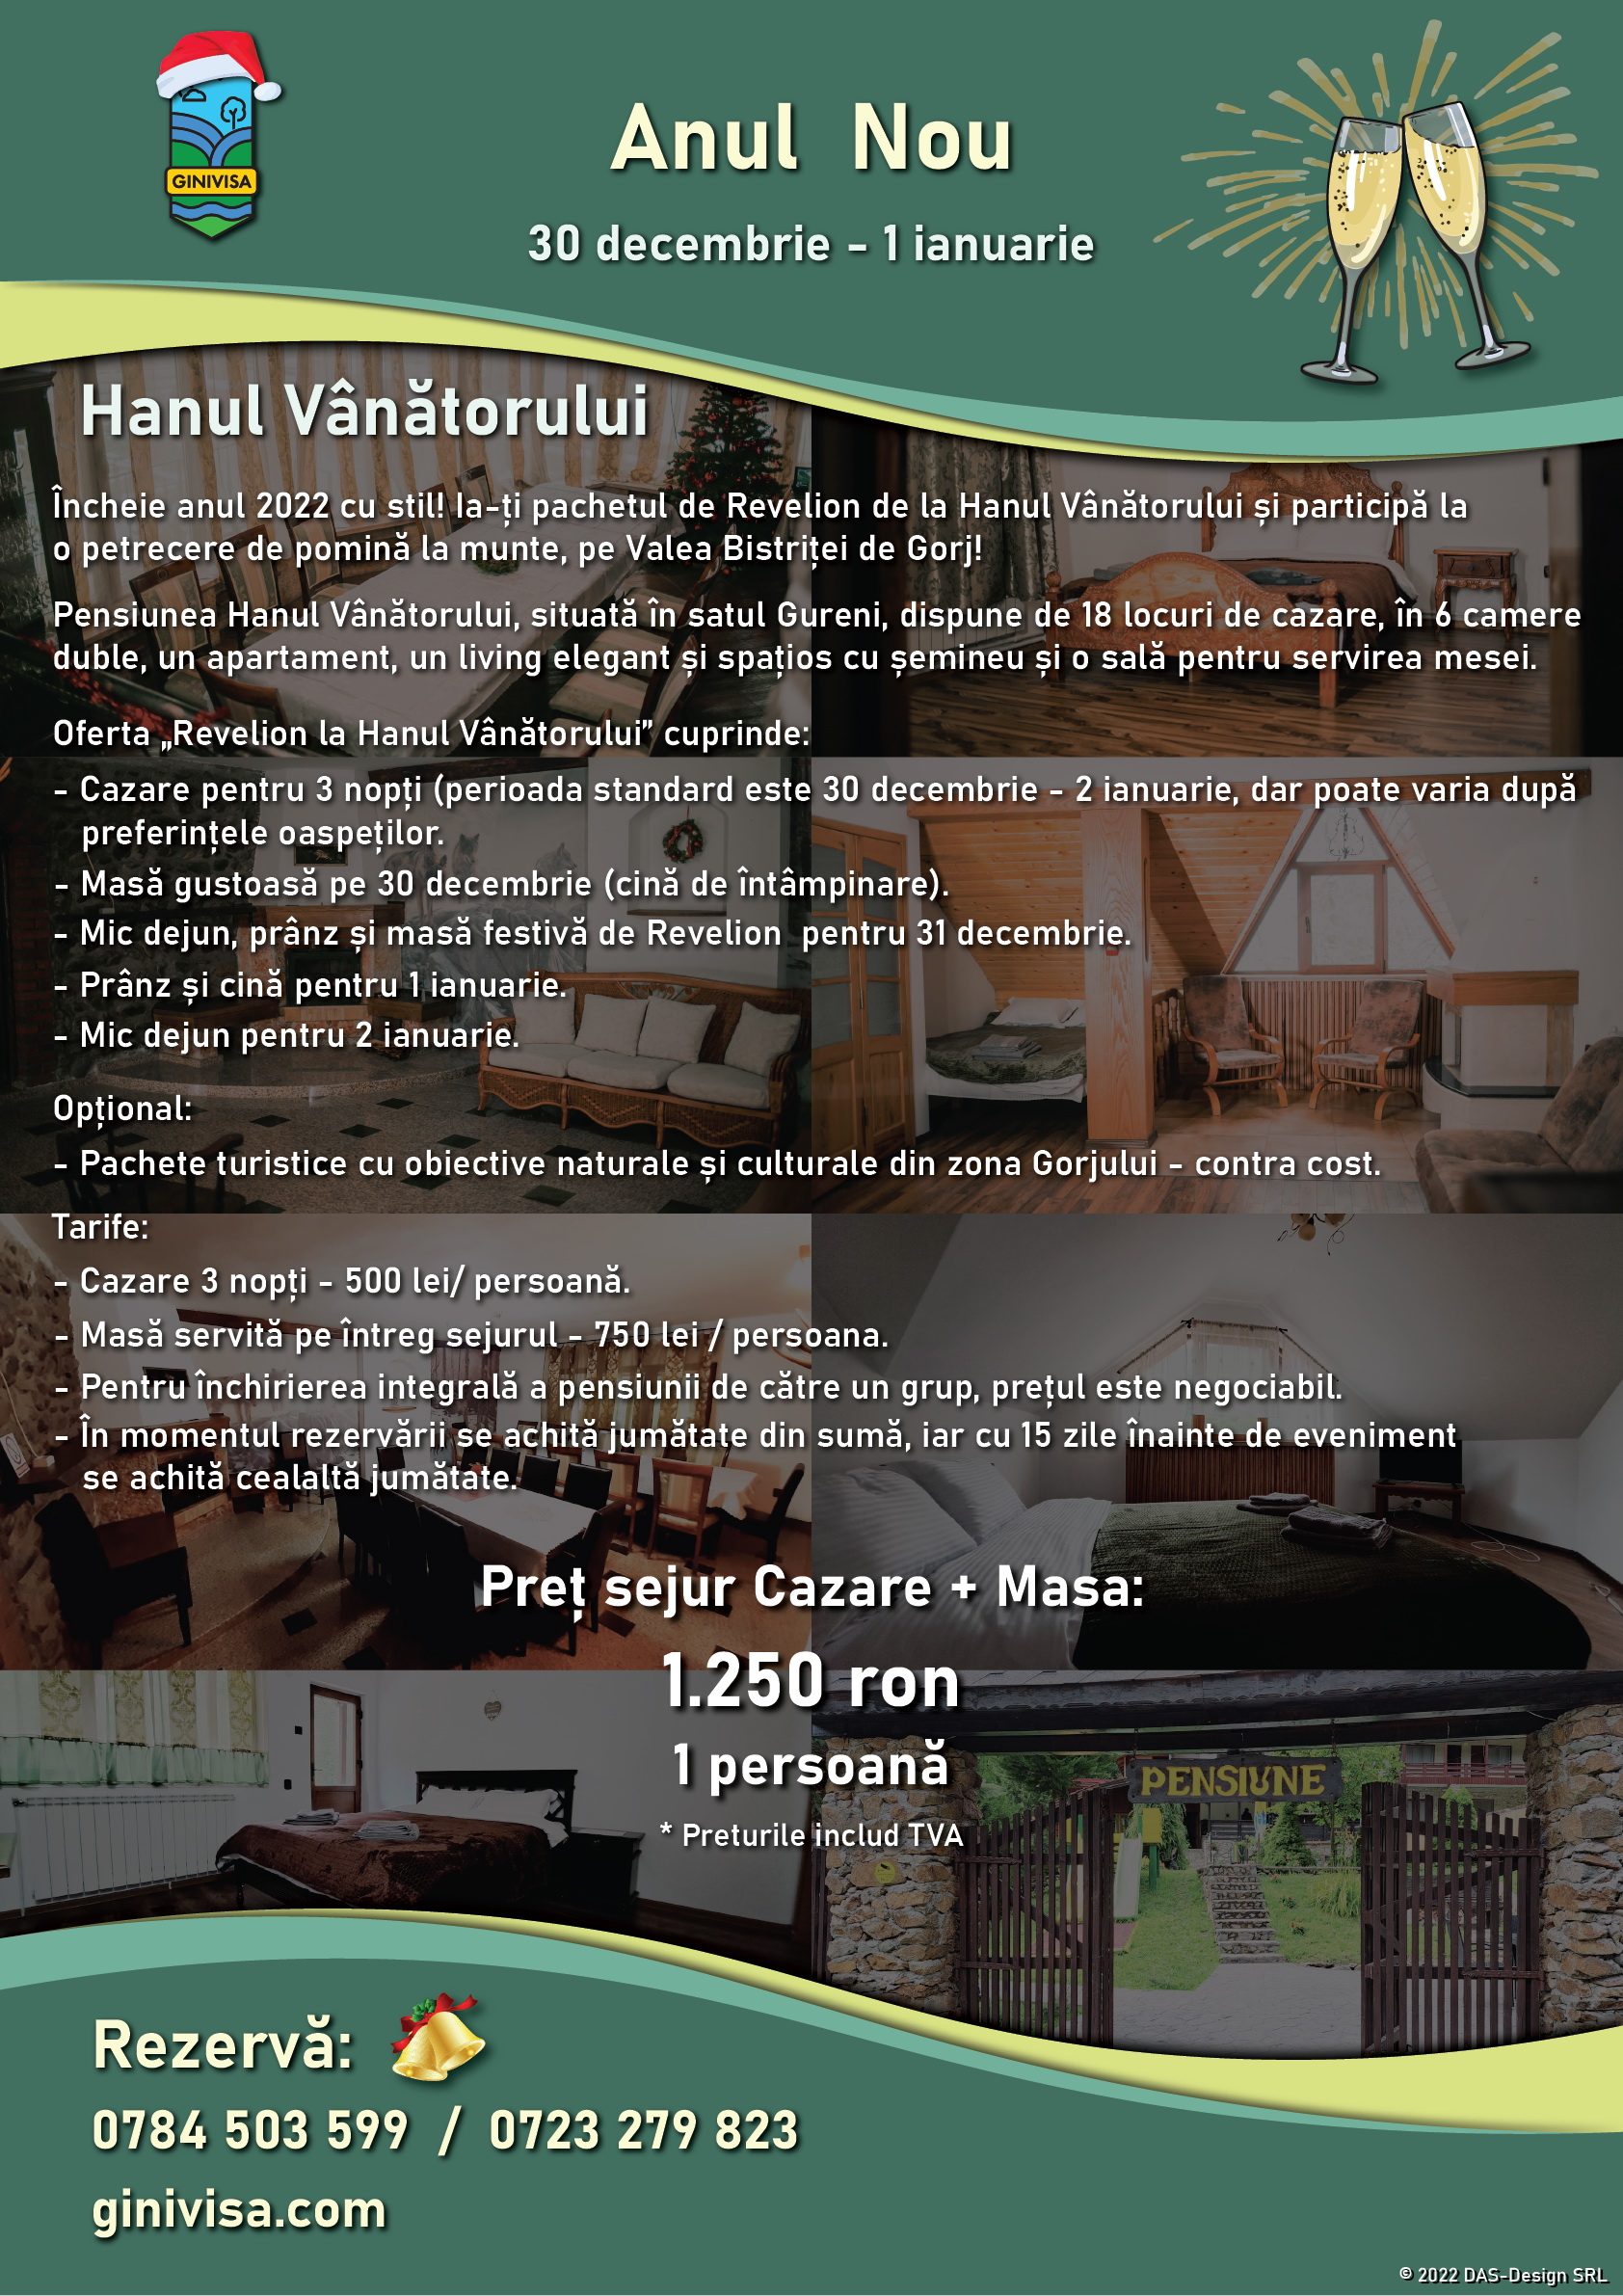 GINIVISA
Anul Nou
30 decembrie - 1 ianuarie
Hanul Vânătorului
Încheie anul 2022 cu stil! Ia-ți pachetul de Revelion de la Hanul Vânătorului și participă la
o petrecere de pomină la munte, pe Valea Bistriței de Gorj!
Pensiunea Hanul Vânătorului, situată în satul Gureni, dispune de 18 locuri de cazare, în 6 camere
duble, un apartament, un living elegant și spațios cu șemineu și o sală pentru servirea mesei.
Oferta „Revelion la Hanul Vânătorului” cuprinde:
- Cazare pentru 3 nopți (perioada standard este 30 decembrie - 2 ianuarie, dar poate varia după
preferințele oaspeților.
- Masă gustoasă pe 30 decembrie (cină de întâmpinare).
- Mic dejun, prânz și masă festivă de Revelion pentru 31 decembrie.
- Prânz și cină pentru 1 ianuarie.
- Mic dejun pentru 2 ianuarie.
Opțional:
- Pachete turistice cu obiective naturale și culturale din zona Gorjului - contra cost.
Tarife:
- Cazare 3 nopți - 500 lei/ persoană.
- Masă servită pe întreg sejurul - 750 lei / persoana.
- Pentru închirierea integrală a pensiunii de către un grup, prețul este negociabil.
- În momentul rezervării se achită jumătate din sumă, iar cu 15 zile înainte de eveniment
se achită cealaltă jumătate.
Preț sejur Cazare + Masa:
1.250 ron
1 persoană
* Preturile includ TVA
PENSIUNE
Rezervă:
0784 503 599 / 0723 279 823
ginivisa.com
© 2022 DAS-Design SRL